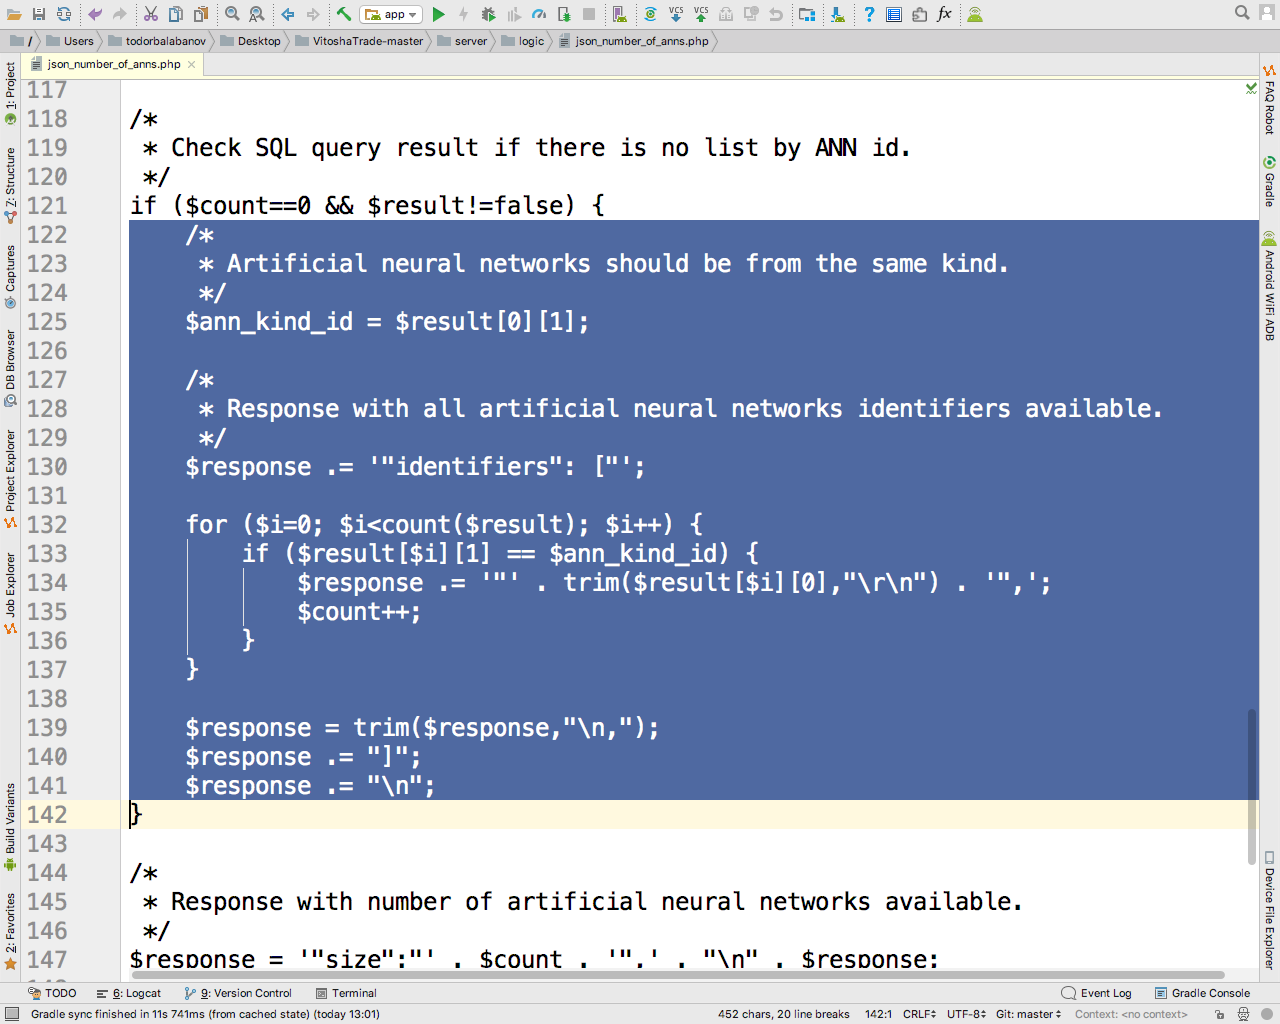 app
VCS
VCS
fx
/
Users
todorbalabanov
Desktop
VitoshaTrade-master
server
logic
json_number_of_anns.php
json_number_of_anns.php
1: Project
Z: Structure
Captures
DB Browser
Project Explorer
Job Explorer
Build Variants
2: Favorites
FAQ Robot
Gradle
Android WiFi ADB
Device File Explorer
117
118 /*
119  * Check SQL query result if there is no list by ANN id.
120  */
121 if ($count==0 && $result!=false) {
122     /*
123      * Artificial neural networks should be from the same kind.
124      */
125     $ann_kind_id = $result[0][1];
126
127     /*
128      * Response with all artificial neural networks identifiers available.
129      */
130     $response .= '"identifiers": ["';
131
132     for ($i=0; $i<count($result); $i++) {
133         if ($result[$i][1] == $ann_kind_id) {
134             $response .= '"' . trim($result[$i][0],"\r\n") . '",';
135             $count++;
136         }
137     }
138
139     $response = trim($response,"\n,");
140     $response .= "]";
141     $response .= "\n";
142 }
143
144 /*
145  * Response with number of artificial neural networks available.
146  */
147 $response = '"size":"' . $count . '",' . "\n" . $response;
TODO
6: Logcat
9: Version Control
Terminal
Event Log
Gradle Console
Gradle sync finished in 11s 741ms (from cached state) (today 13:01)
452 chars, 20 line breaks
142:1
CRLF
UTF-8
Git: master
Context: <no context>